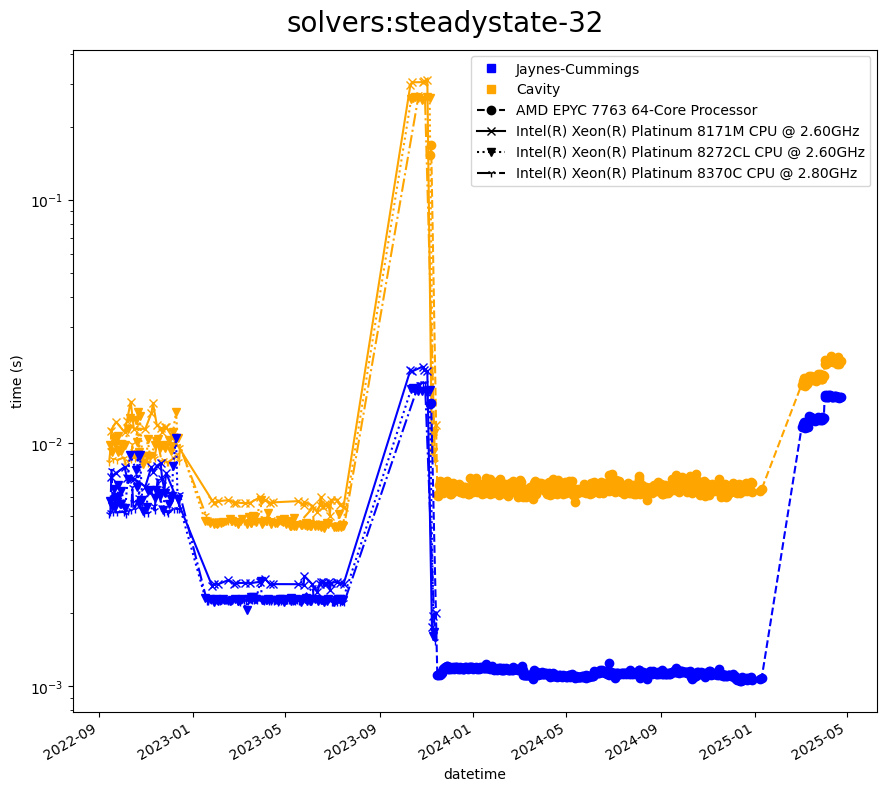 solvers:steadystate-32
Jaynes-Cummings
Cavity
AMD EPYC 7763 64-Core Processor
Intel(R) Xeon(R) Platinum 8171M CPU @ 2.60GHz
Intel(R) Xeon(R) Platinum 8272CL CPU @ 2.60GHz
Intel(R) Xeon(R) Platinum 8370C CPU @ 2.80GHz
10⁻¹
10⁻²
10⁻³
time (s)
2022-09
2023-01
2023-05
2023-09
2024-01
2024-05
2024-09
2025-01
2025-05
datetime